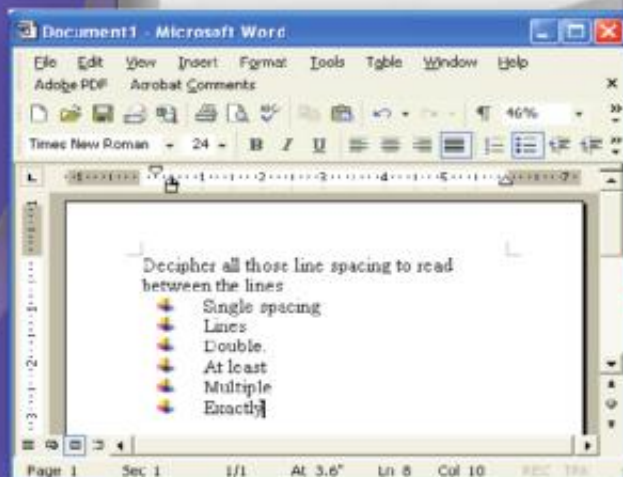 Document1 - Microsoft Word
File Edit View Insert Format Tools Table Window Help
Adobe PDF Acrobat Comments
46%
Times New Roman 24 B I U
Decipher all those line spacing to read
between the lines
Single spacing
Lines
Double.
At least
Multiple
Exactly
Page 1 Sec 1 1/1 At 3.6" Ln 8 Col 10 REC TRK